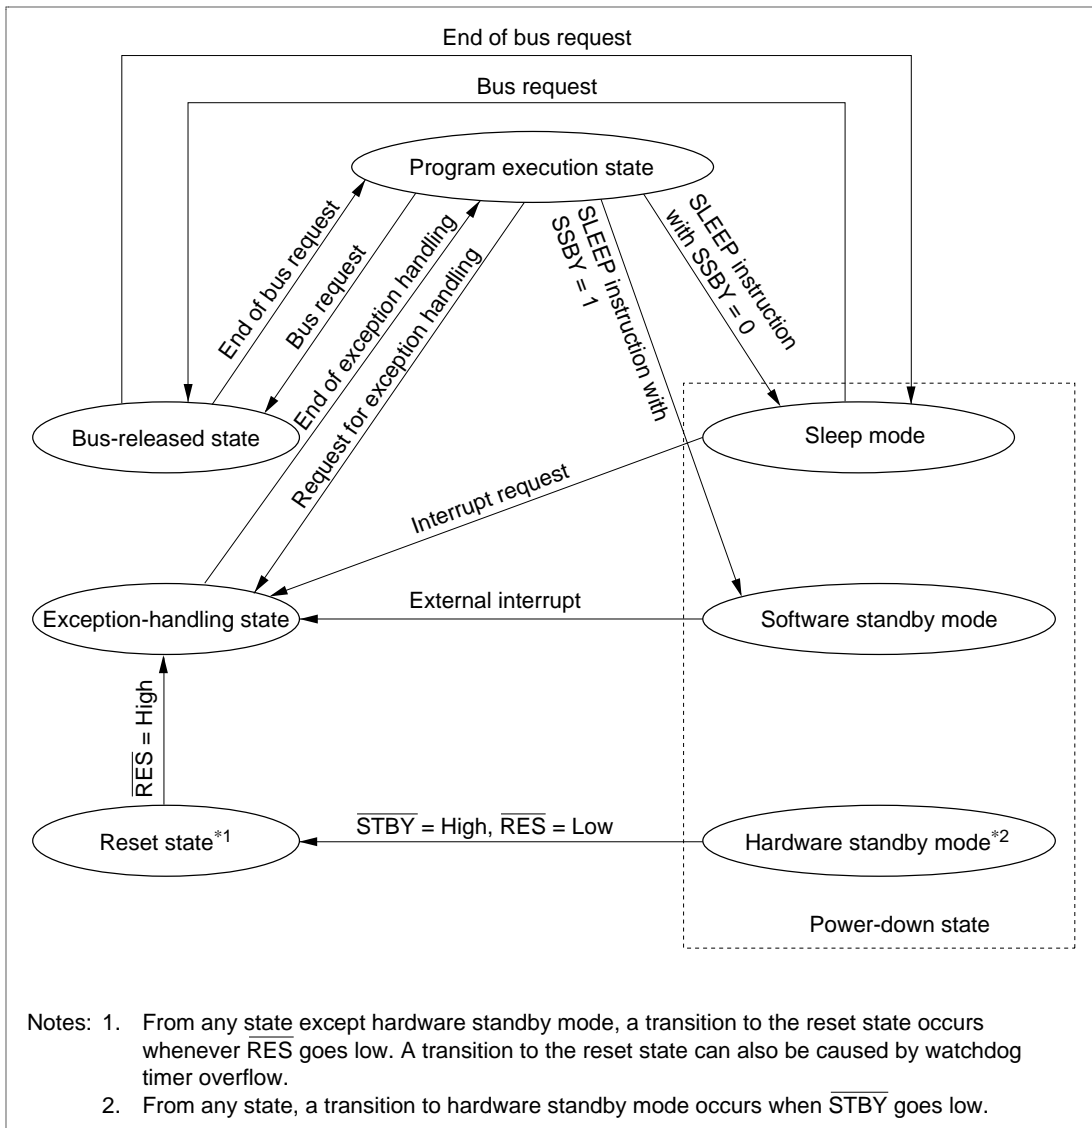 End of bus request
Bus request
Program execution state
End of bus request
Bus request
End of exception handling
Request for exception handling
SLEEP instruction with
SSBY = 1
SLEEP instruction
with SSBY = 0
Bus-released state
Sleep mode
Interrupt request
Exception-handling state
External interrupt
Software standby mode
R̅E̅S̅ = High
Reset state*1
S̅T̅B̅Y̅ = High, R̅E̅S̅ = Low
Hardware standby mode*2
Power-down state
Notes: 1. From any state except hardware standby mode, a transition to the reset state occurs
whenever R̅E̅S̅ goes low. A transition to the reset state can also be caused by watchdog
timer overflow.
2. From any state, a transition to hardware standby mode occurs when S̅T̅B̅Y̅ goes low.